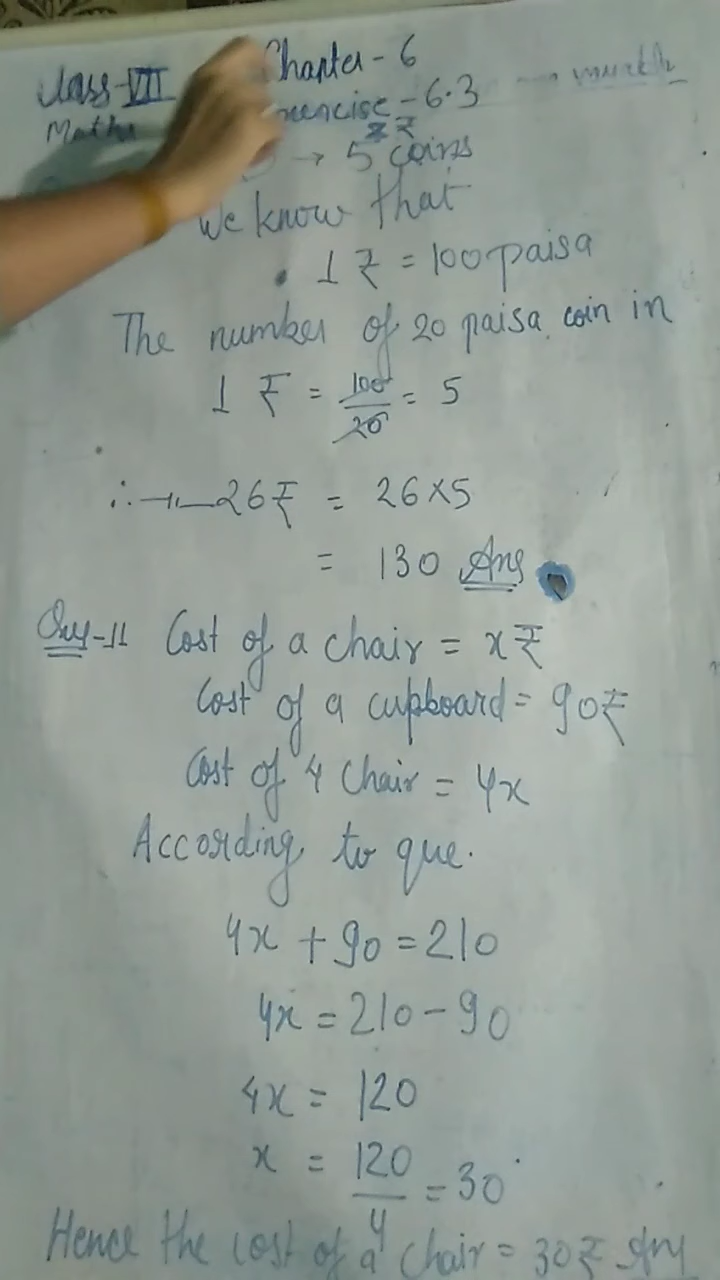 Class-VII Chapter-6
Maths Exercise-6.3
→ 5 coins
We know that
1 ₹ = 100 paisa
The number of 20 paisa coin in
1 ₹ = 100/20 = 5
∴ —〃— 26₹ = 26×5
= 130 Ans
Que-11 Cost of a chair = x₹
Cost of a cupboard = 90₹
Cost of 4 Chair = 4x
According to que.
4x + 90 = 210
4x = 210 - 90
4x = 120
x = 120/4 = 30
Hence the cost of a chair = 30₹ Ans